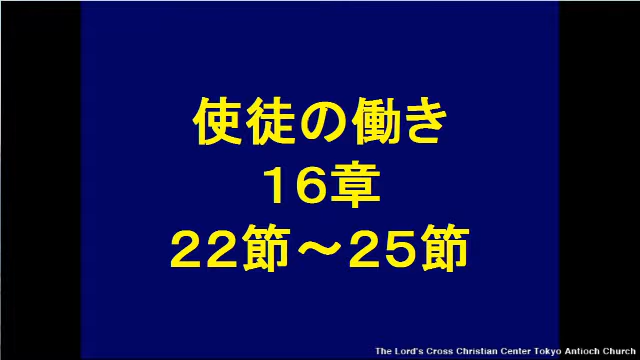 使徒の働き
１６章
２２節～２５節
The Lord's Cross Christian Center Tokyo Antioch Church